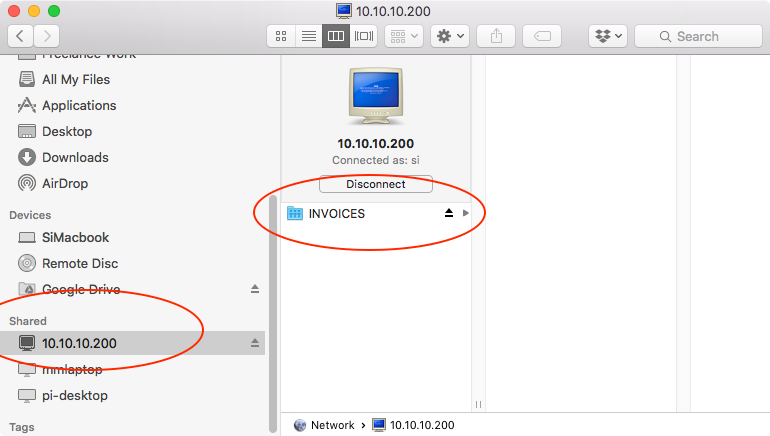 10.10.10.200
Search
Freelance Work
All My Files
Applications
Desktop
Downloads
AirDrop
Devices
SiMacbook
Remote Disc
Google Drive
Shared
10.10.10.200
mmlaptop
pi-desktop
Tags
10.10.10.200
Connected as: si
Disconnect
INVOICES
Network › 10.10.10.200